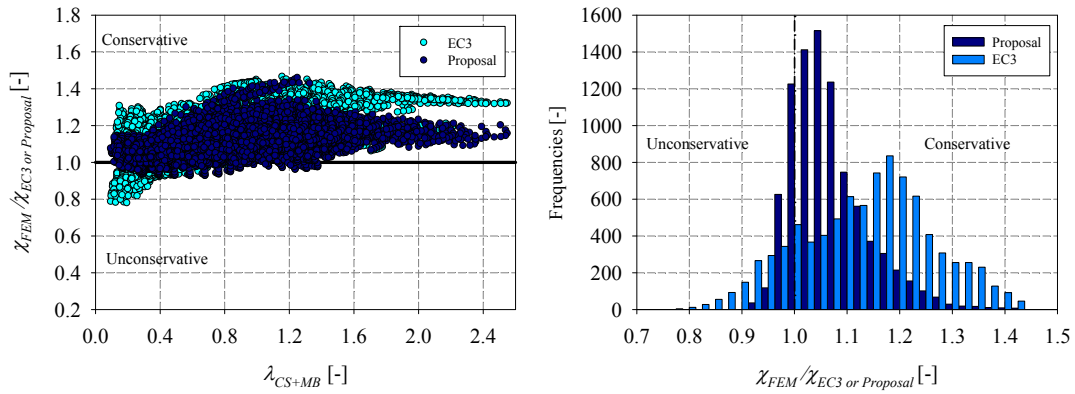 1.8
1.6
1.4
1.2
1.0
0.8
0.6
0.4
0.2
0.0 0.4 0.8 1.2 1.6 2.0 2.4
χFEM /χEC3 or Proposal [-]
λCS+MB [-]
Conservative
Unconservative
EC3
Proposal
1600
1400
1200
1000
800
600
400
200
0
0.7 0.8 0.9 1.0 1.1 1.2 1.3 1.4 1.5
Frequencies [-]
χFEM /χEC3 or Proposal [-]
Unconservative
Conservative
Proposal
EC3